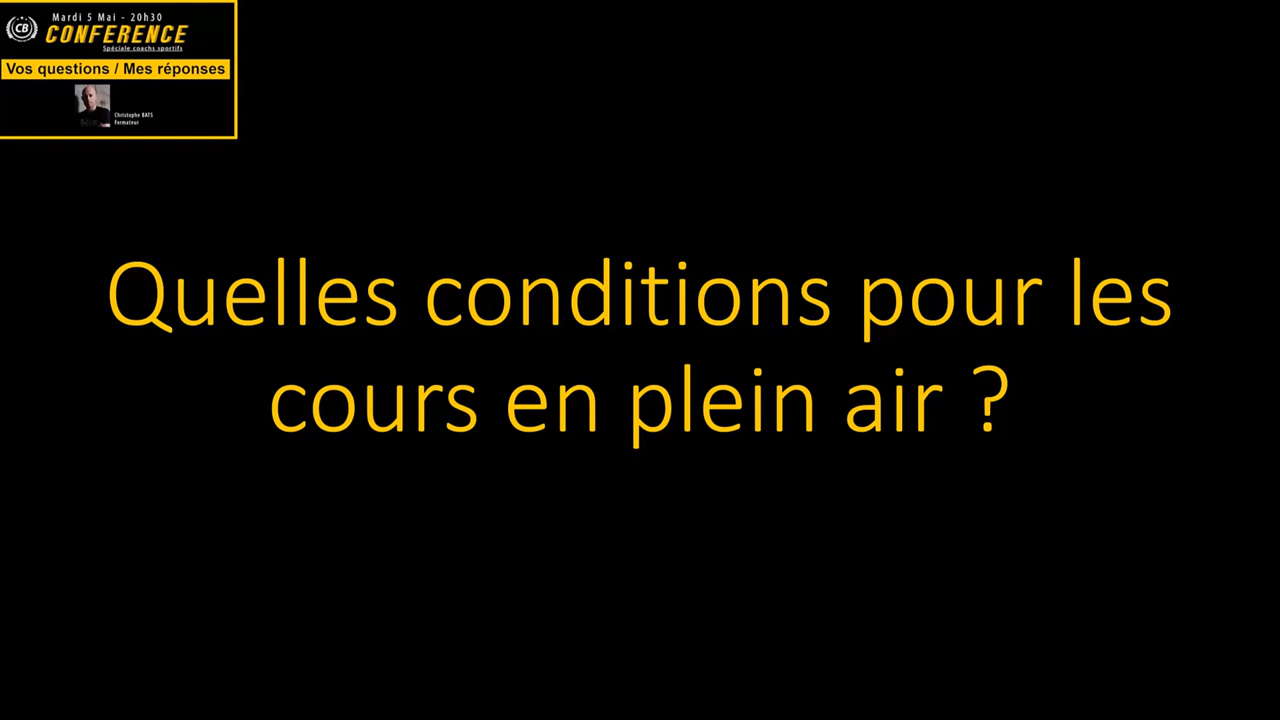 Mardi 5 Mai - 20h30
CB
CONFERENCE
Spéciale coachs sportifs
Vos questions / Mes réponses
Christophe BATS
Formateur
Quelles conditions pour les
cours en plein air ?